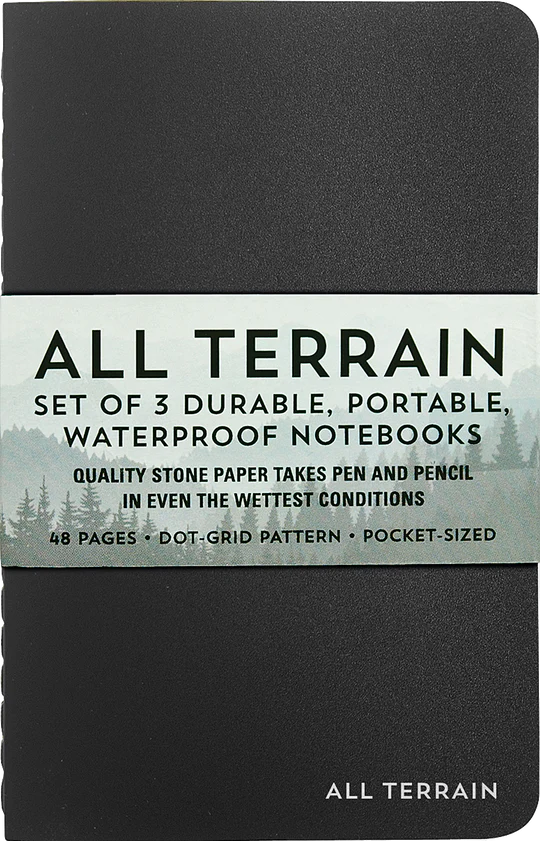 ALL TERRAIN
SET OF 3 DURABLE, PORTABLE,
WATERPROOF NOTEBOOKS
QUALITY STONE PAPER TAKES PEN AND PENCIL
IN EVEN THE WETTEST CONDITIONS
48 PAGES • DOT-GRID PATTERN • POCKET-SIZED
ALL TERRAIN